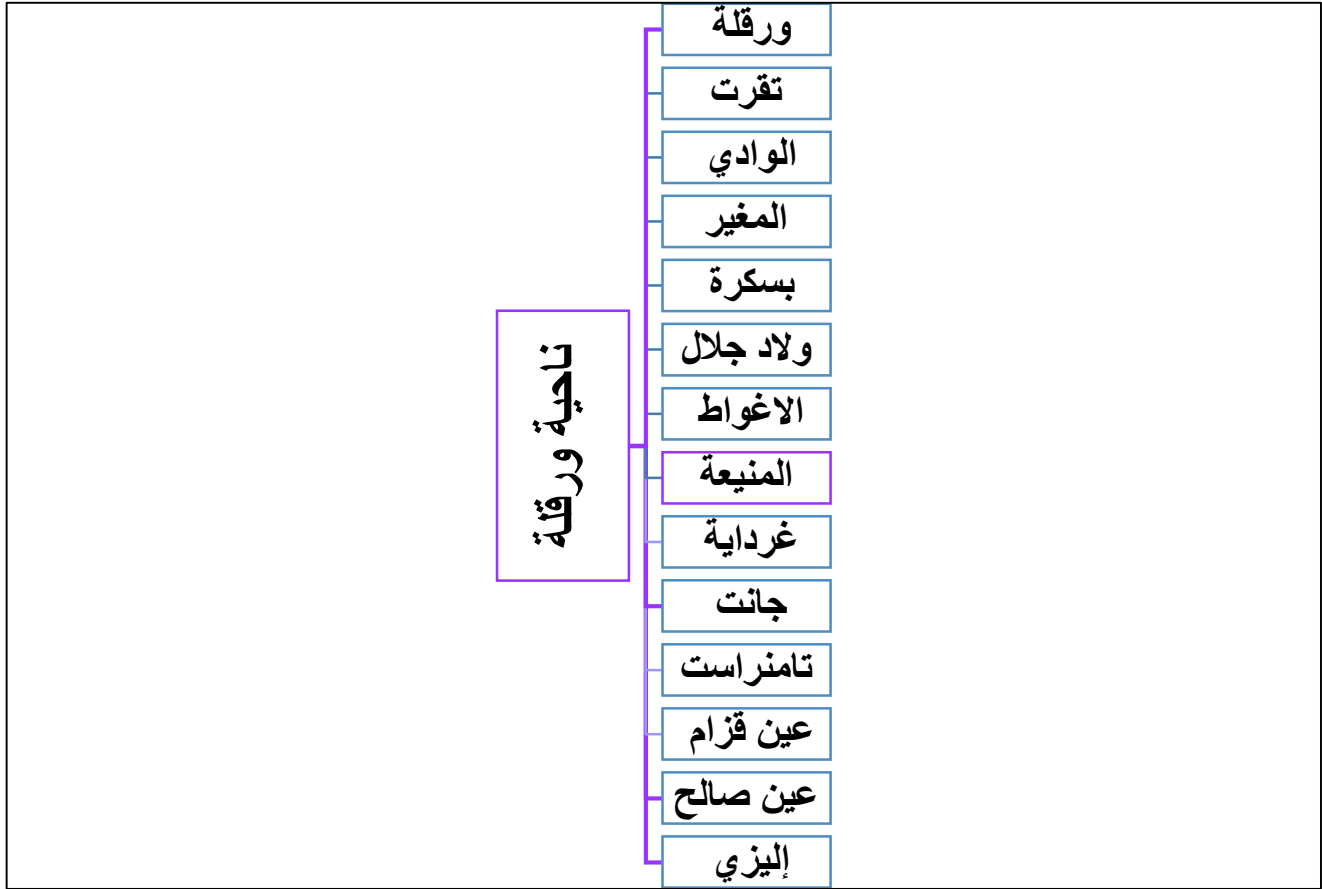 ناحية ورقلة
ورقلة
تقرت
الوادي
المغير
بسكرة
ولاد جلال
الاغواط
المنيعة
غرداية
جانت
تامنراست
عين قزام
عين صالح
إليزي